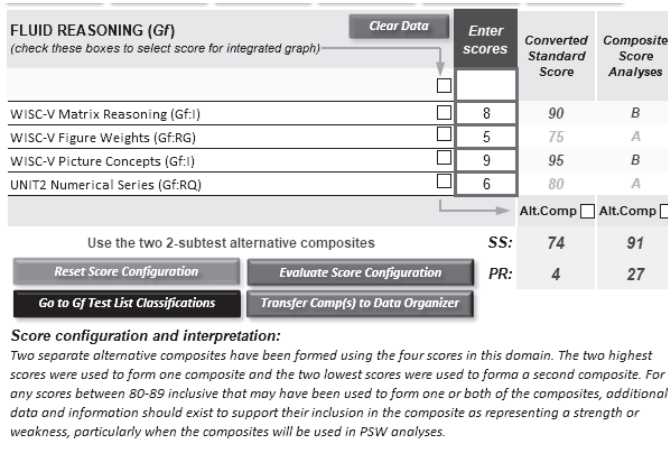 FLUID REASONING (Gf)
(check these boxes to select score for integrated graph)
Clear Data
Enter scores
Converted Standard Score
Composite Score Analyses
WISC-V Matrix Reasoning (Gf:I) 8 90 B
WISC-V Figure Weights (Gf:RG) 5 75 A
WISC-V Picture Concepts (Gf:I) 9 95 B
UNIT2 Numerical Series (Gf:RQ) 6 80 A
Alt.Comp Alt.Comp
Use the two 2-subtest alternative composites SS: 74 91
Reset Score Configuration Evaluate Score Configuration PR: 4 27
Go to Gf Test List Classifications Transfer Comp(s) to Data Organizer
Score configuration and interpretation:
Two separate alternative composites have been formed using the four scores in this domain. The two highest
scores were used to form one composite and the two lowest scores were used to forma a second composite. For
any scores between 80-89 inclusive that may have been used to form one or both of the composites, additional
data and information should exist to support their inclusion in the composite as representing a strength or
weakness, particularly when the composites will be used in PSW analyses.